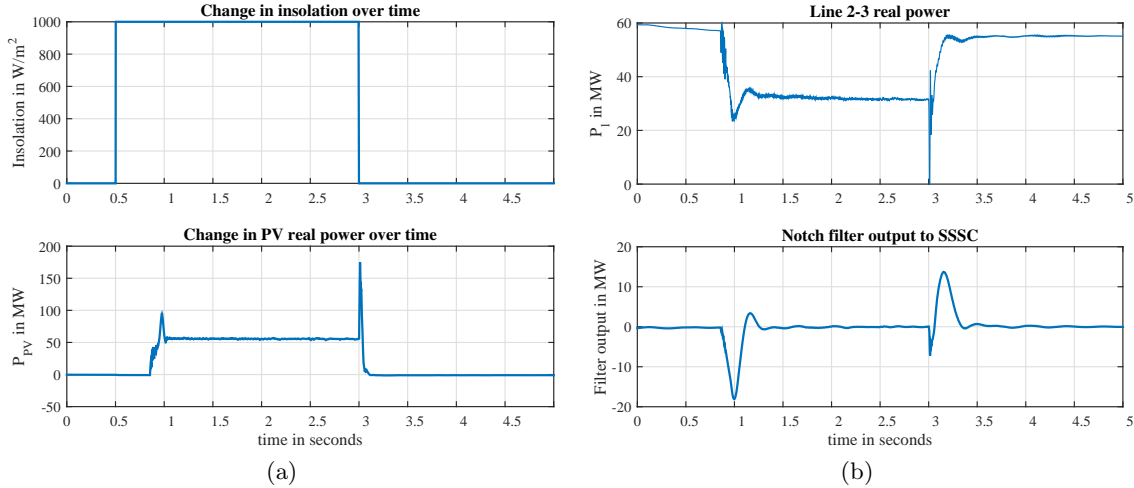 Change in insolation over time
Insolation in W/m²
1000
800
600
400
200
0
0 0.5 1 1.5 2 2.5 3 3.5 4 4.5
Change in PV real power over time
P_PV in MW
200
150
100
50
0
-50
0 0.5 1 1.5 2 2.5 3 3.5 4 4.5
time in seconds
(a)
Line 2-3 real power
P_l in MW
60
40
20
0
0 0.5 1 1.5 2 2.5 3 3.5 4 4.5 5
Notch filter output to SSSC
Filter output in MW
20
10
0
-10
-20
0 0.5 1 1.5 2 2.5 3 3.5 4 4.5 5
time in seconds
(b)